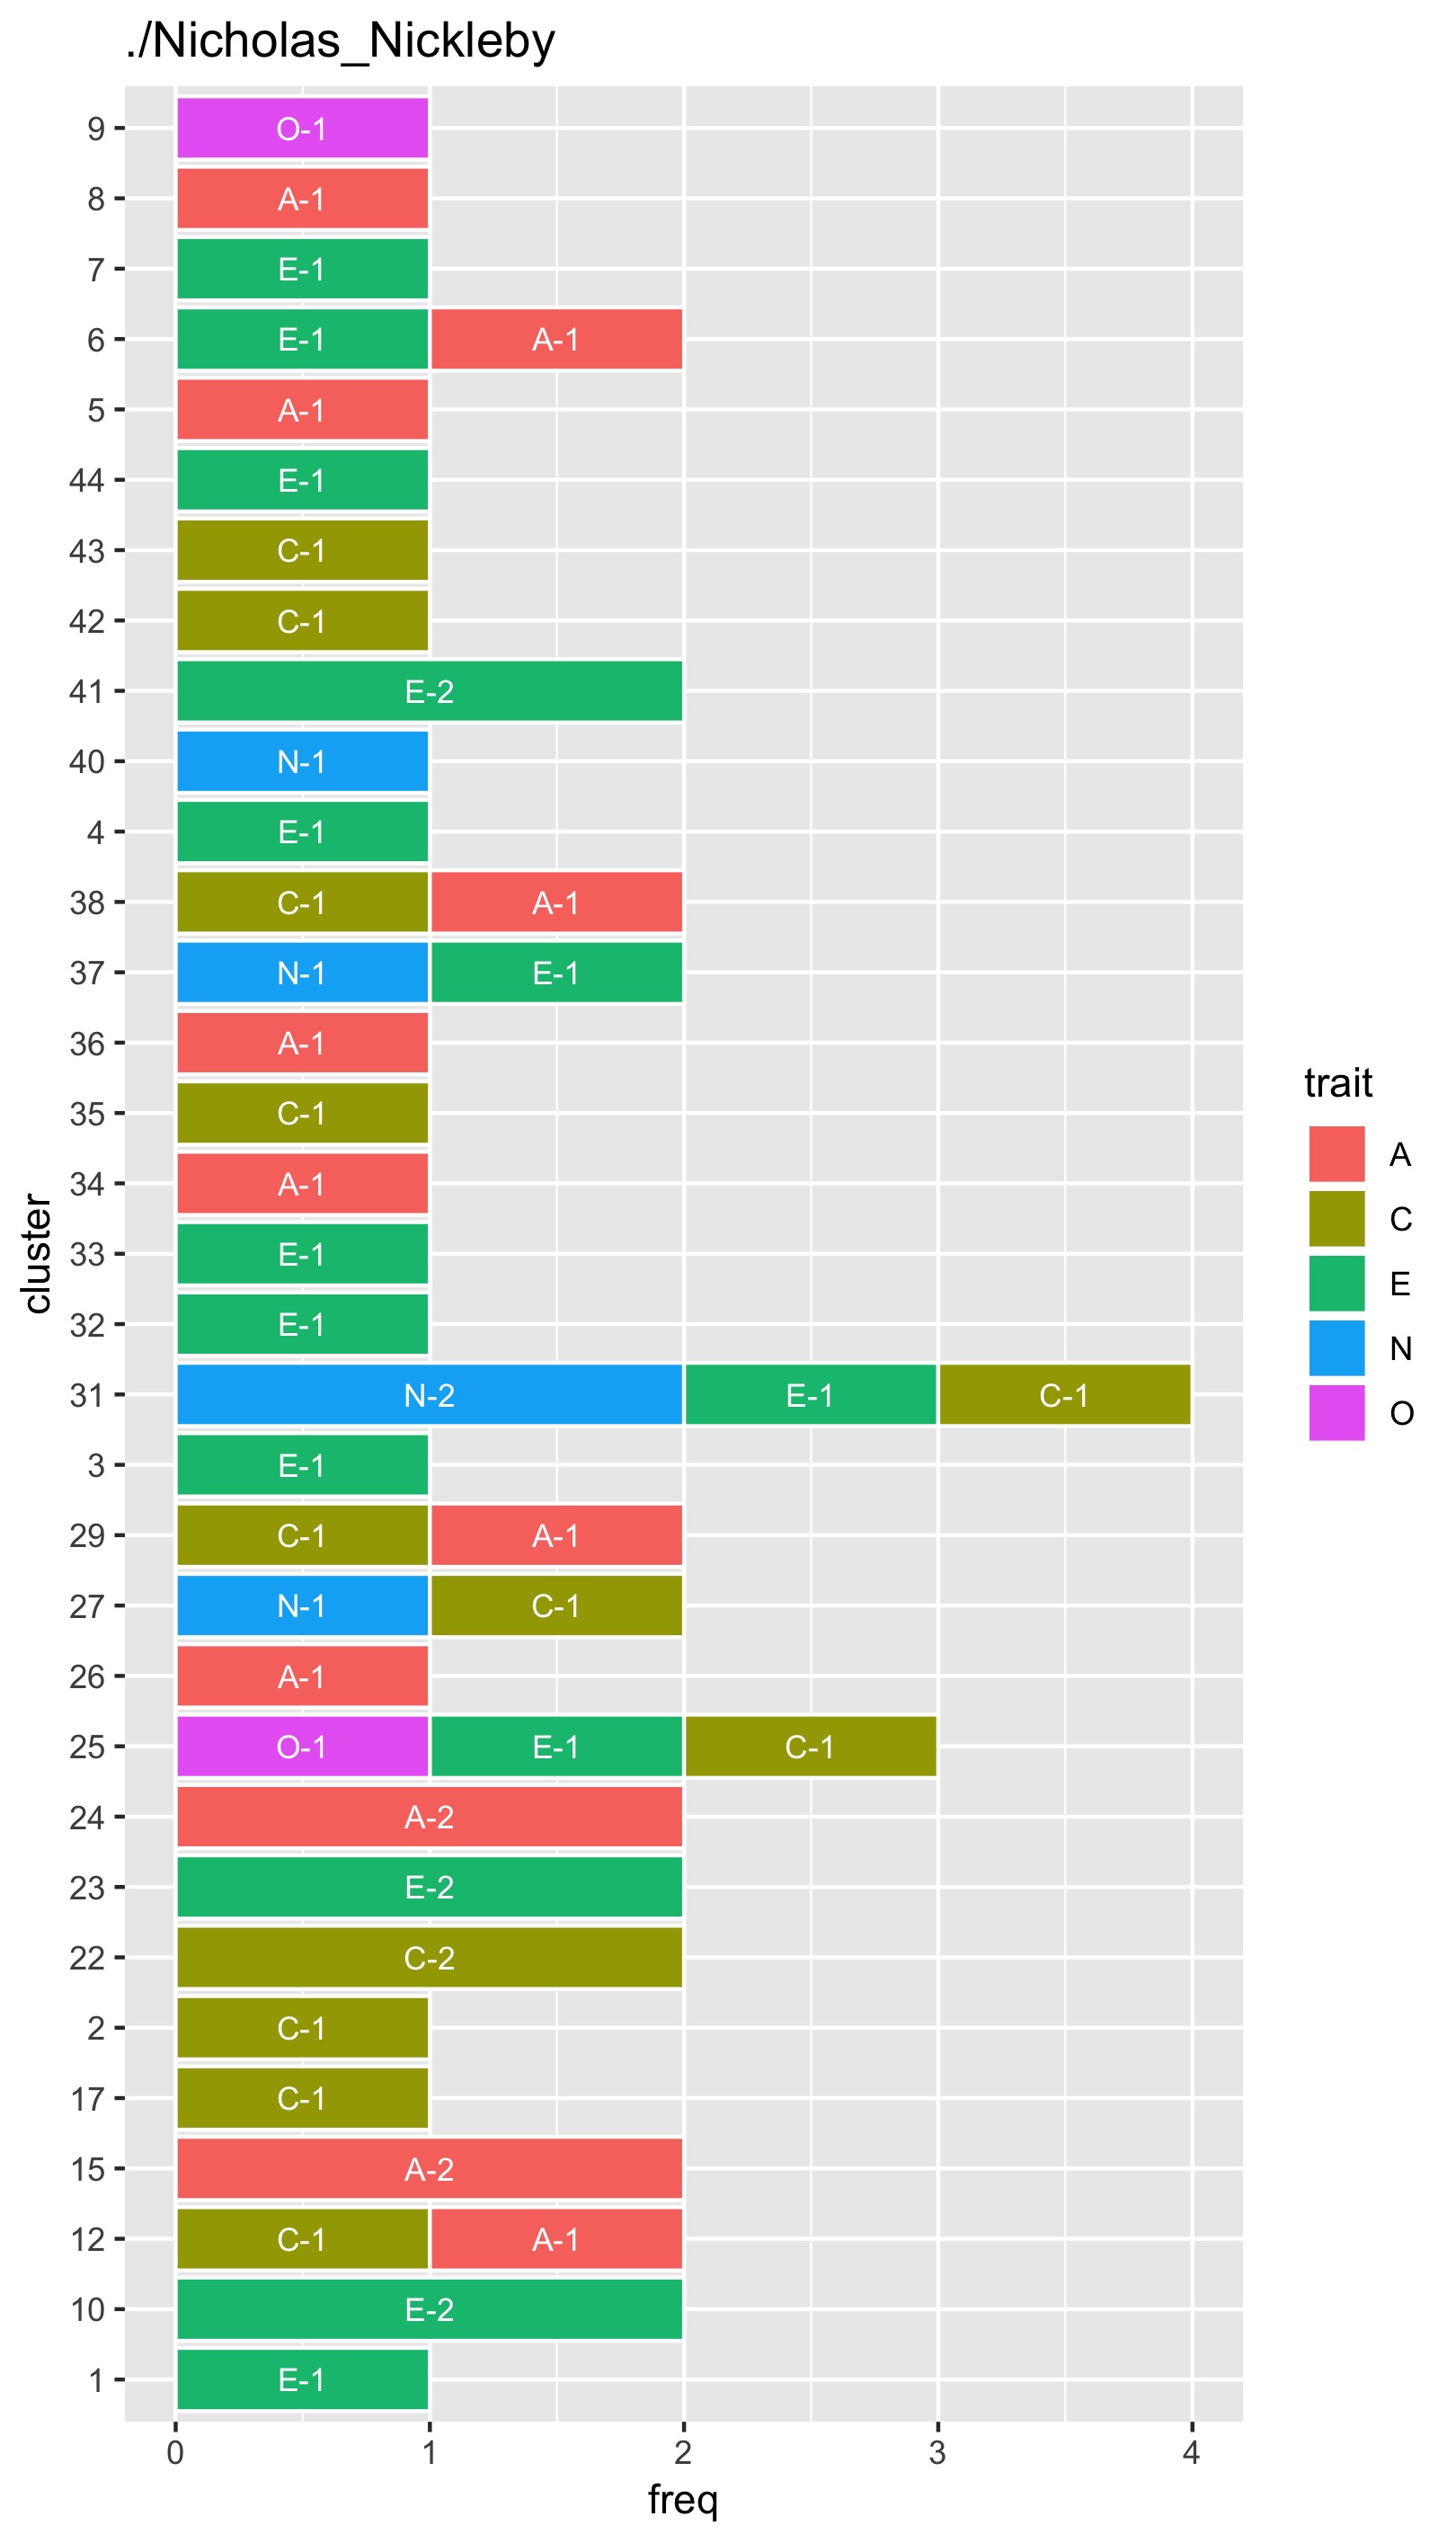 ./Nicholas_Nickleby
9 O-1
8 A-1
7 E-1
6 E-1 A-1
5 A-1
44 E-1
43 C-1
42 C-1
41 E-2
40 N-1
4 E-1
38 C-1 A-1
37 N-1 E-1
36 A-1
35 C-1
34 A-1
33 E-1
32 E-1
31 N-2 E-1 C-1
3 E-1
29 C-1 A-1
27 N-1 C-1
26 A-1
25 O-1 E-1 C-1
24 A-2
23 E-2
22 C-2
2 C-1
17 C-1
15 A-2
12 C-1 A-1
10 E-2
1 E-1
0 1 2 3 4
freq
cluster
trait
A
C
E
N
O